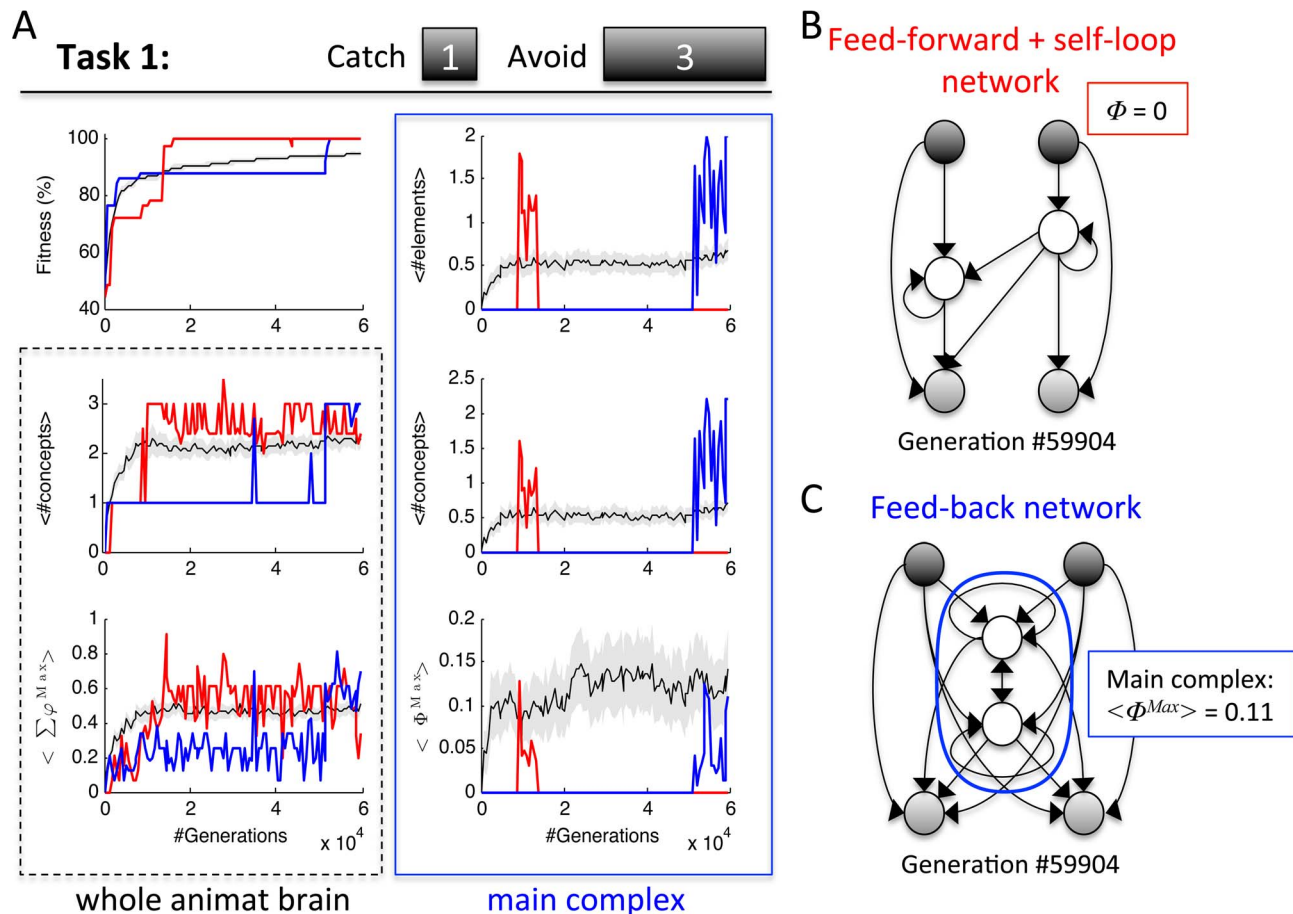 A
Task 1:
Catch 1 Avoid 3
Fitness (%)
100
80
60
40
0 2 4 6
<#elements>
2
1.5
1
0.5
0
0 2 4 6
<#concepts>
3
2
1
0
0 2 4 6
<#concepts>
2.5
2
1.5
1
0.5
0
0 2 4 6
< ∑ φ ᴹᵃˣ >
1
0.8
0.6
0.4
0.2
0
0 2 4 6
#Generations
x 10⁴
< Φ ᴹᵃˣ >
0.2
0.15
0.1
0.05
0
0 2 4 6
#Generations
x 10⁴
whole animat brain
main complex
B
Feed-forward + self-loop
network
Φ = 0
Generation #59904
C
Feed-back network
Main complex:
<Φᴹᵃˣ> = 0.11
Generation #59904